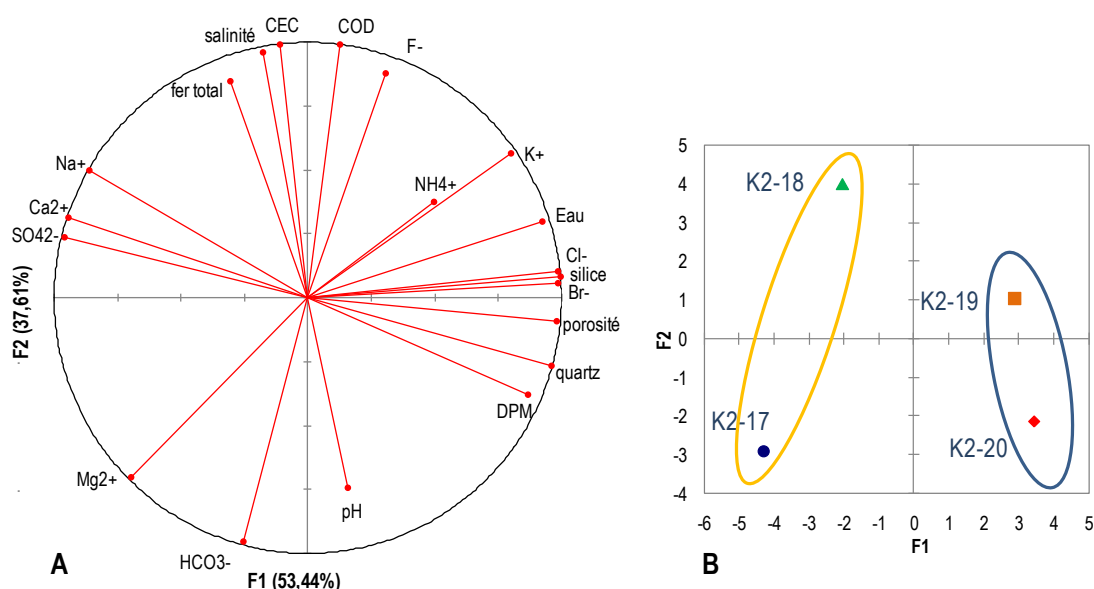 salinité
CEC
COD
F-
fer total
K+
Na+
NH4+
Ca2+
Eau
SO42-
Cl-
silice
Br-
porosité
quartz
DPM
Mg2+
pH
HCO3-
F2 (37,61%)
F1 (53,44%)
A
5
4
3
2
1
0
-1
-2
-3
-4
F2
K2-18
K2-19
K2-17
K2-20
-6 -5 -4 -3 -2 -1 0 1 2 3 4 5
F1
B